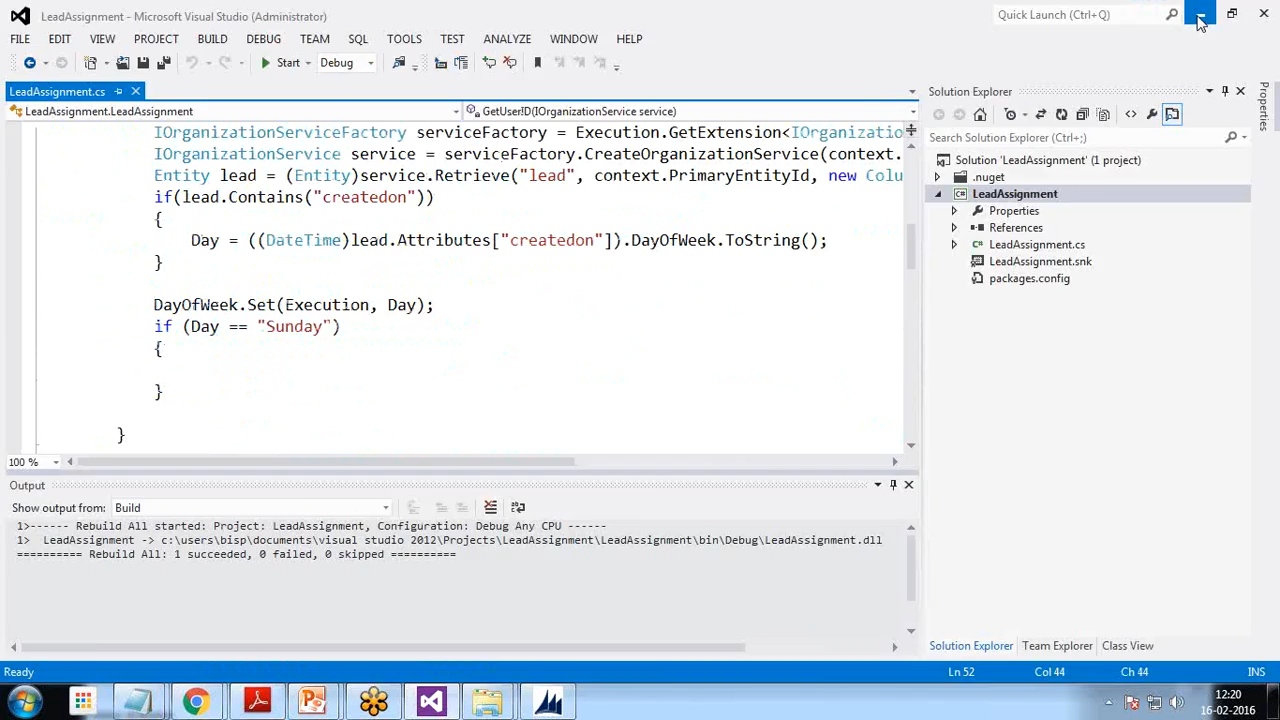 LeadAssignment - Microsoft Visual Studio (Administrator)
Quick Launch (Ctrl+Q)
FILE EDIT VIEW PROJECT BUILD DEBUG TEAM SQL TOOLS TEST ANALYZE WINDOW HELP
Start Debug
LeadAssignment.cs
LeadAssignment.LeadAssignment
GetUserID(IOrganizationService service)
IOrganizationServiceFactory serviceFactory = Execution.GetExtension<IOrganizatio
IOrganizationService service = serviceFactory.CreateOrganizationService(context.
Entity lead = (Entity)service.Retrieve("lead", context.PrimaryEntityId, new Colu
if(lead.Contains("createdon"))
{
Day = ((DateTime)lead.Attributes["createdon"]).DayOfWeek.ToString();
}
DayOfWeek.Set(Execution, Day);
if (Day == "Sunday")
{
}
}
100 %
Solution Explorer
Search Solution Explorer (Ctrl+;)
Solution 'LeadAssignment' (1 project)
.nuget
LeadAssignment
Properties
References
LeadAssignment.cs
LeadAssignment.snk
packages.config
Properties
Output
Show output from: Build
1>------ Rebuild All started: Project: LeadAssignment, Configuration: Debug Any CPU ------
1>  LeadAssignment -> c:\users\bisp\documents\visual studio 2012\Projects\LeadAssignment\LeadAssignment\bin\Debug\LeadAssignment.dll
========== Rebuild All: 1 succeeded, 0 failed, 0 skipped ==========
Solution Explorer Team Explorer Class View
Ready
Ln 52 Col 44 Ch 44 INS
12:20
16-02-2016